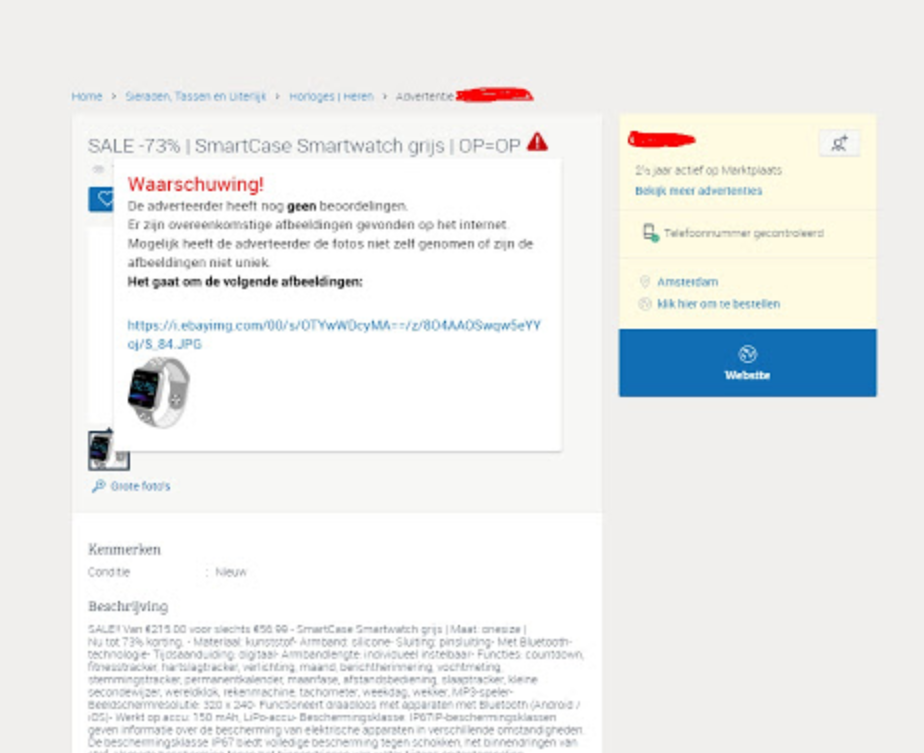 Home > Sieraden, Tassen en Uiterlijk > Horloges | Heren > Advertentie
SALE -73% | SmartCase Smartwatch grijs | OP=OP
Waarschuwing!
De adverteerder heeft nog geen beoordelingen.
Er zijn overeenkomstige afbeeldingen gevonden op het internet.
Mogelijk heeft de adverteerder de fotos niet zelf genomen of zijn de
afbeeldingen niet uniek.
Het gaat om de volgende afbeeldingen:
https://i.ebayimg.com/00/s/OTYwWDcyMA==/z/8O4AAOSwqw5eYY
oj/$_84.JPG
Grote foto's
Kenmerken
Conditie : Nieuw
Beschrijving
SALE!! Van €215.00 voor slechts €56.99 - SmartCase Smartwatch grijs | Maat: onesize |
Nu tot 73% korting. - Materiaal: kunststof- Armband: silicone- Sluiting: pinsluiting- Met Bluetooth-
technologie- Tijdsaanduiding: digitaal- Armbandlengte: individueel instelbaar- Functies: countdown,
fitnesstracker, hartslagtracker, verlichting, maand, berichtherinnering, vochtmeting,
stemmingstracker, permanentkalender, maanfase, afstandsbediening, slaaptracker, kleine
secondewijzer, wereldklok, rekenmachine, tachometer, weekdag, wekker, MP3-speler-
Beeldschermresolutie: 320 x 240- Functioneert draadloos met apparaten met Bluetooth (Android /
iOS)- Werkt op accu: 150 mAh, LiPo-accu- Beschermingsklasse: IP67IP-beschermingsklassen
geven informatie over de bescherming van elektrische apparaten in verschillende omstandigheden.
De beschermingsklasse IP67 biedt volledige bescherming tegen schokken, het binnendringen van
2½ jaar actief op Marktplaats
Bekijk meer advertenties
Telefoonnummer gecontroleerd
Amsterdam
klik hier om te bestellen
Website